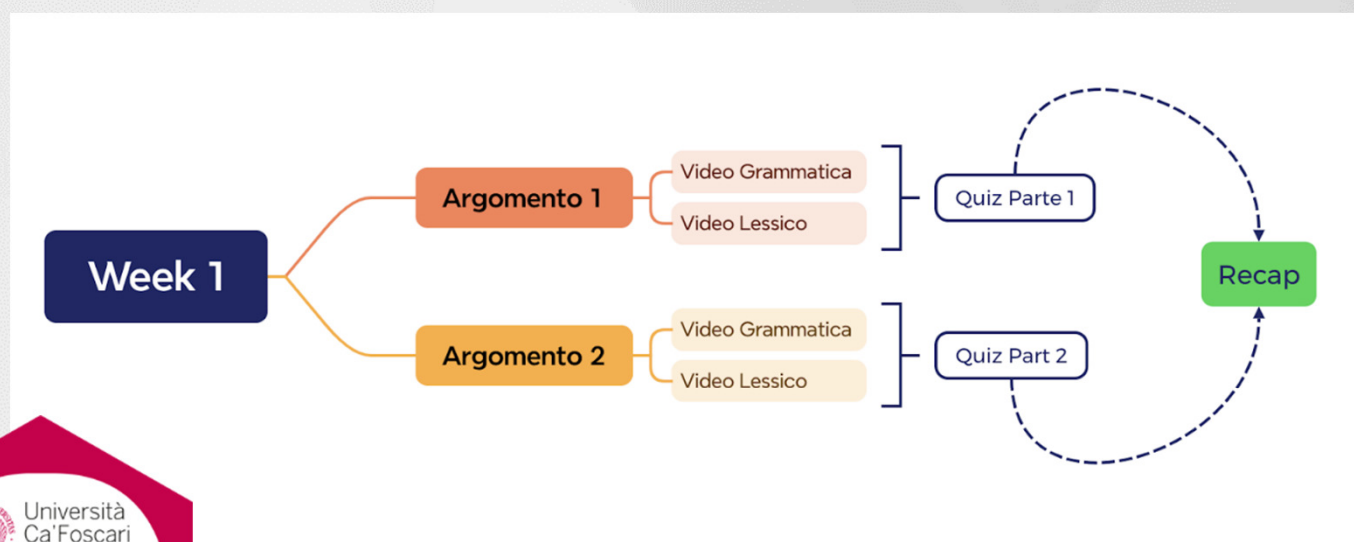 Week 1
Argomento 1
Video Grammatica
Video Lessico
Quiz Parte 1
Argomento 2
Video Grammatica
Video Lessico
Quiz Part 2
Recap
Università
Ca'Foscari